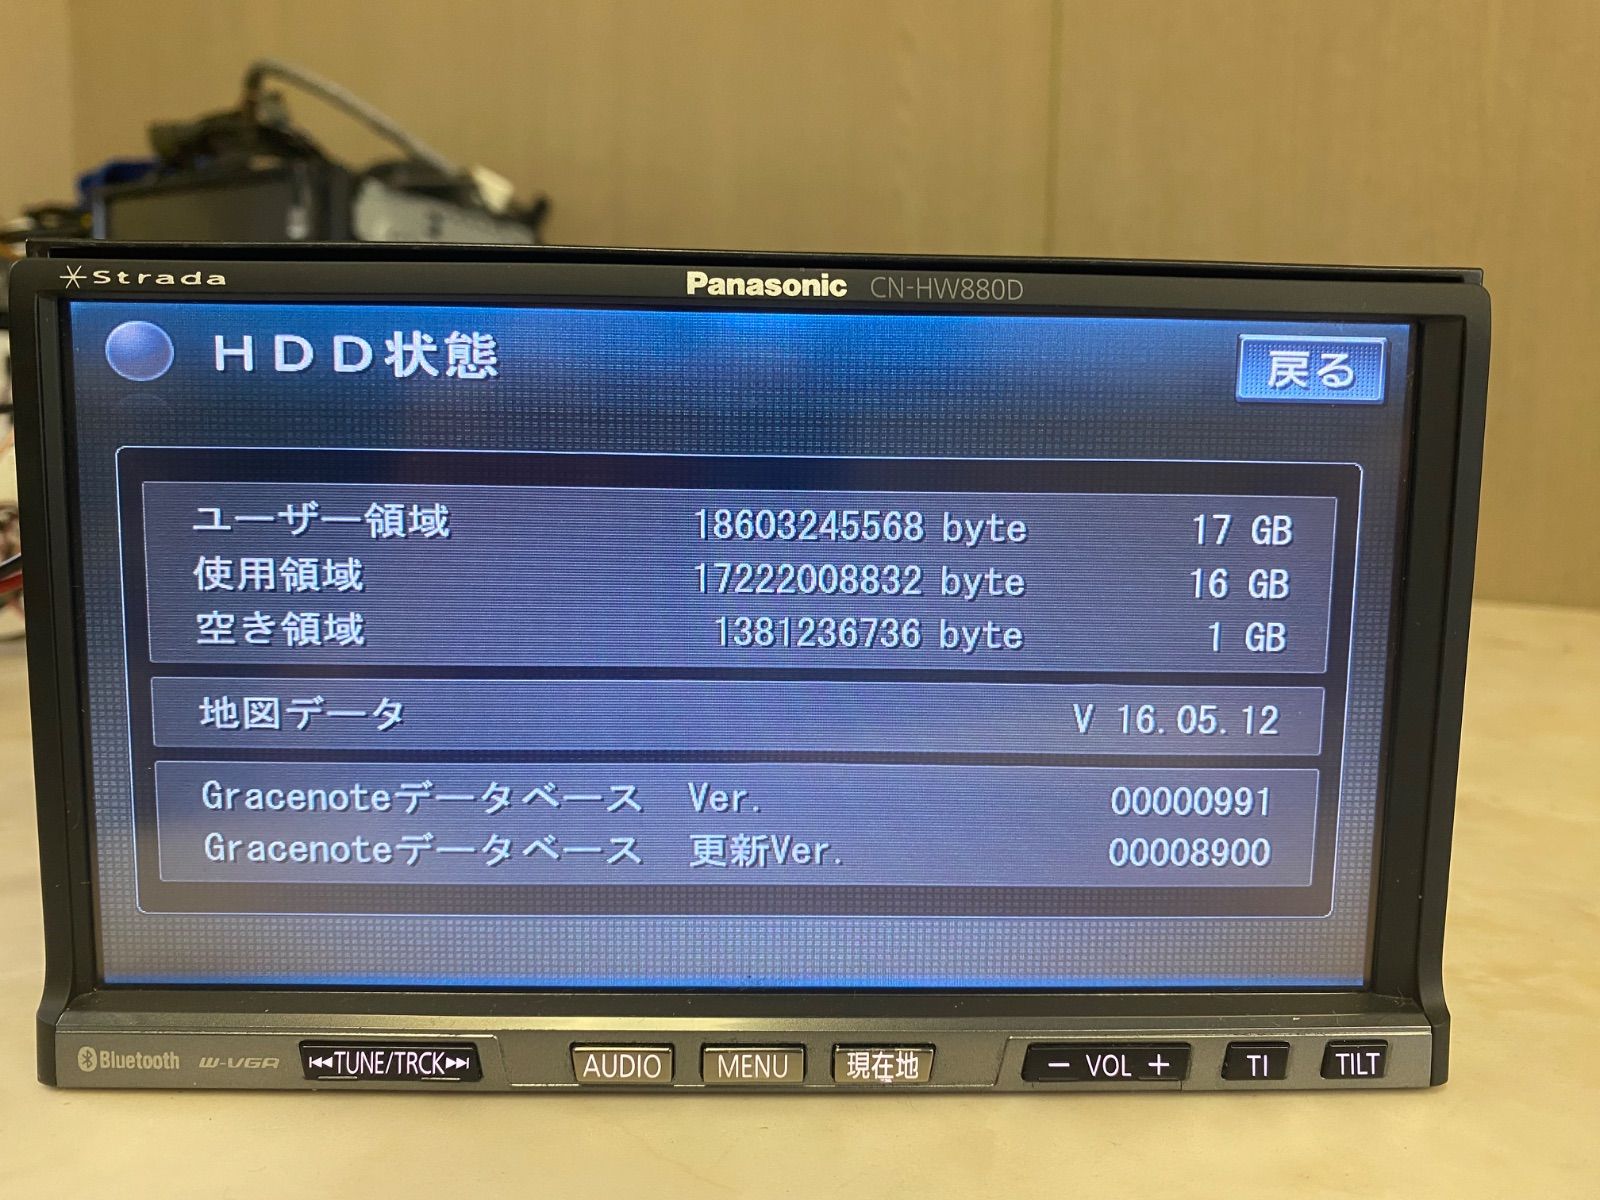 Strada
Panasonic CN-HW880D
HDD状態
戻る
ユーザー領域 18603245568 byte 17 GB
使用領域 17222008832 byte 16 GB
空き領域 1381236736 byte 1 GB
地図データ V 16.05.12
Gracenoteデータベース Ver. 00000991
Gracenoteデータベース 更新Ver. 00008900
Bluetooth W-VGA TUNE/TRCK AUDIO MENU 現在地 − VOL + TI TILT